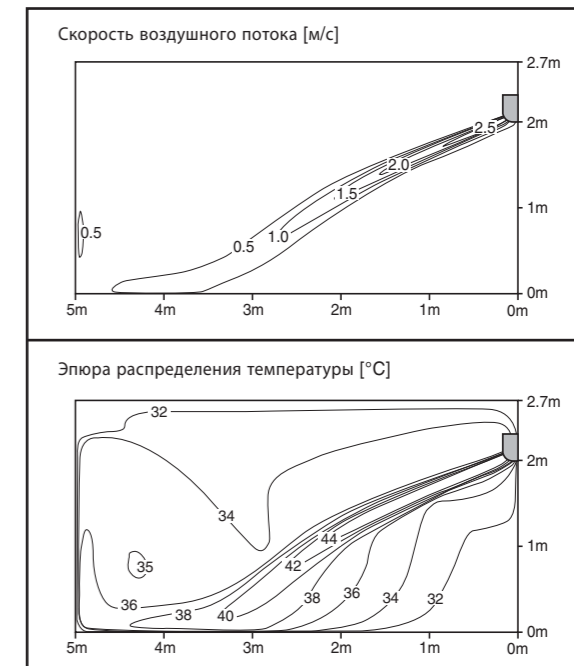 Скорость воздушного потока [м/с]
2.7m
2m
2.5
2.0
1.5
1m
1.0
0.5
0.5
0m
5m 4m 3m 2m 1m 0m
Эпюра распределения температуры [°C]
2.7m
32
2m
34
44
1m
42
35
38 36 34 32
36
38 40
0m
5m 4m 3m 2m 1m 0m